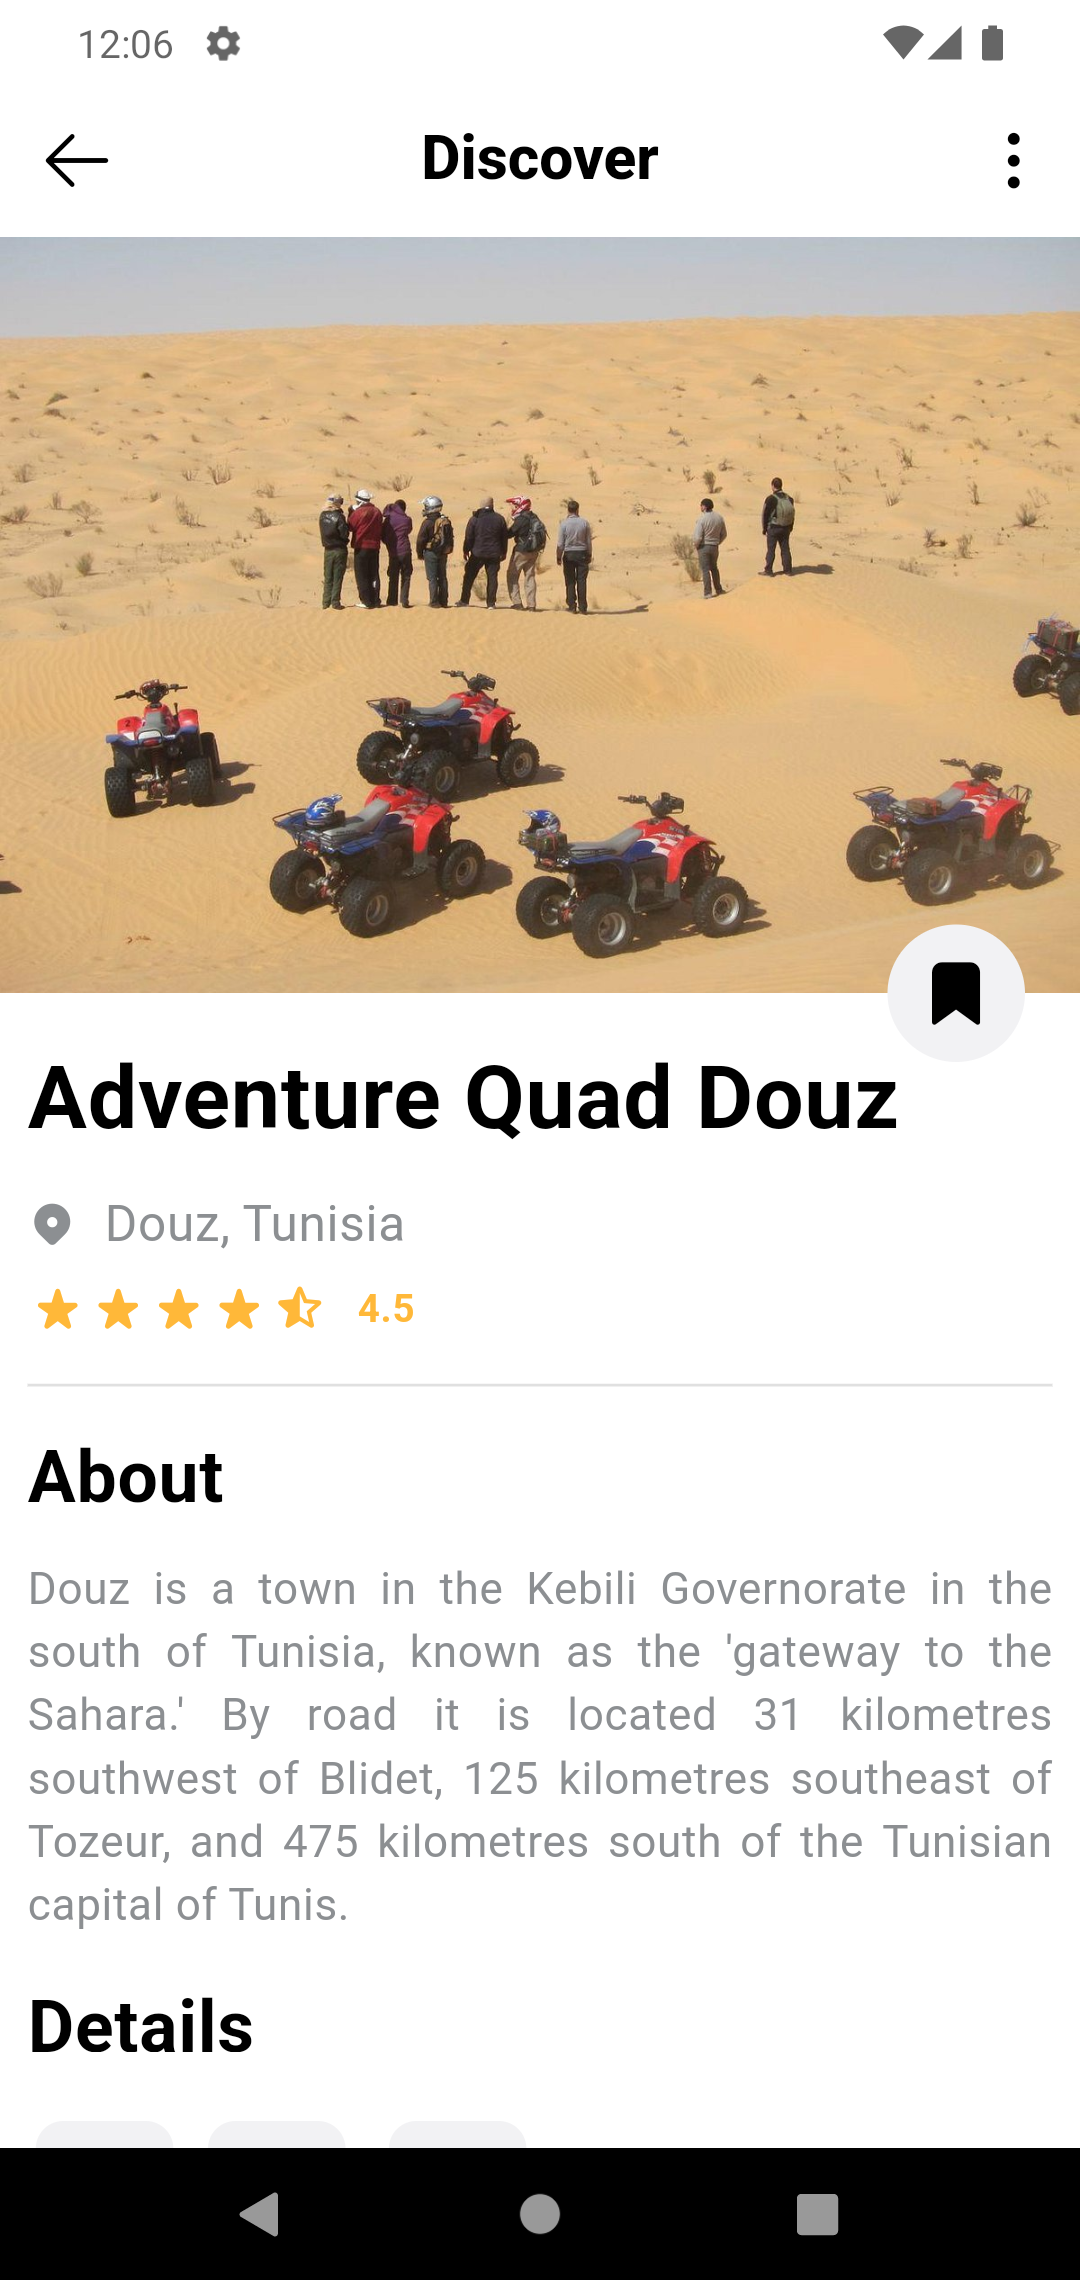 12:06
Discover
Adventure Quad Douz
Douz, Tunisia
4.5
About
Douz is a town in the Kebili Governorate in the
south of Tunisia, known as the 'gateway to the
Sahara.' By road it is located 31 kilometres
southwest of Blidet, 125 kilometres southeast of
Tozeur, and 475 kilometres south of the Tunisian
capital of Tunis.
Details